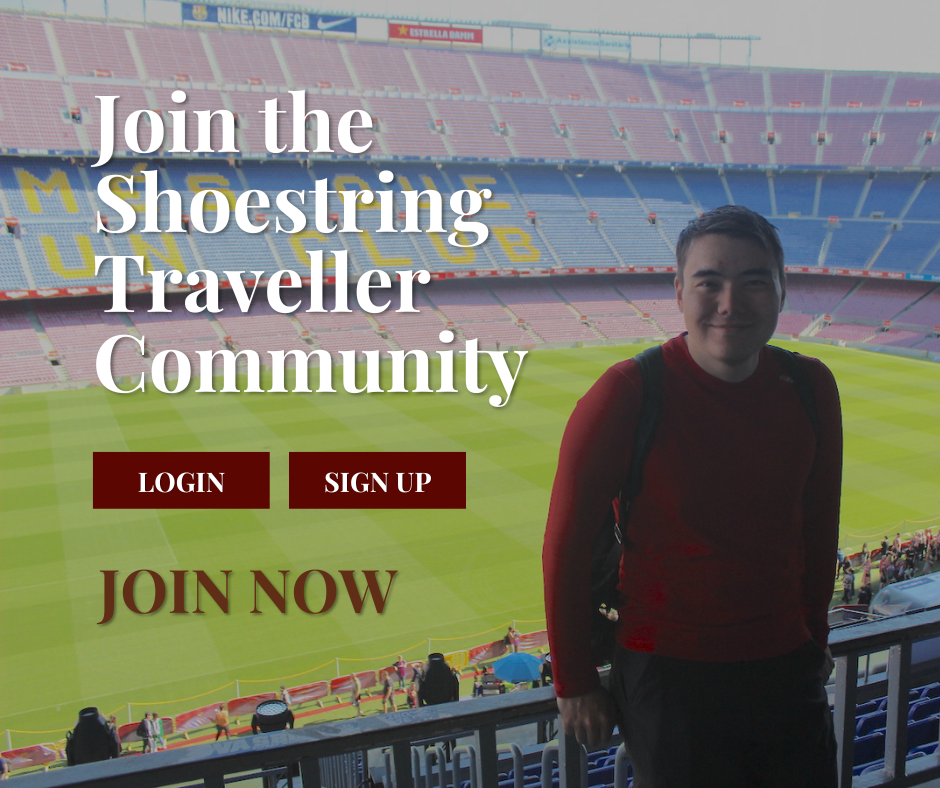 NIKE.COM/FCB
ESTRELLA DAMM
Join the
Shoestring
Traveller
Community
MÉS QUE
UN CLUB
LOGIN
SIGN UP
JOIN NOW